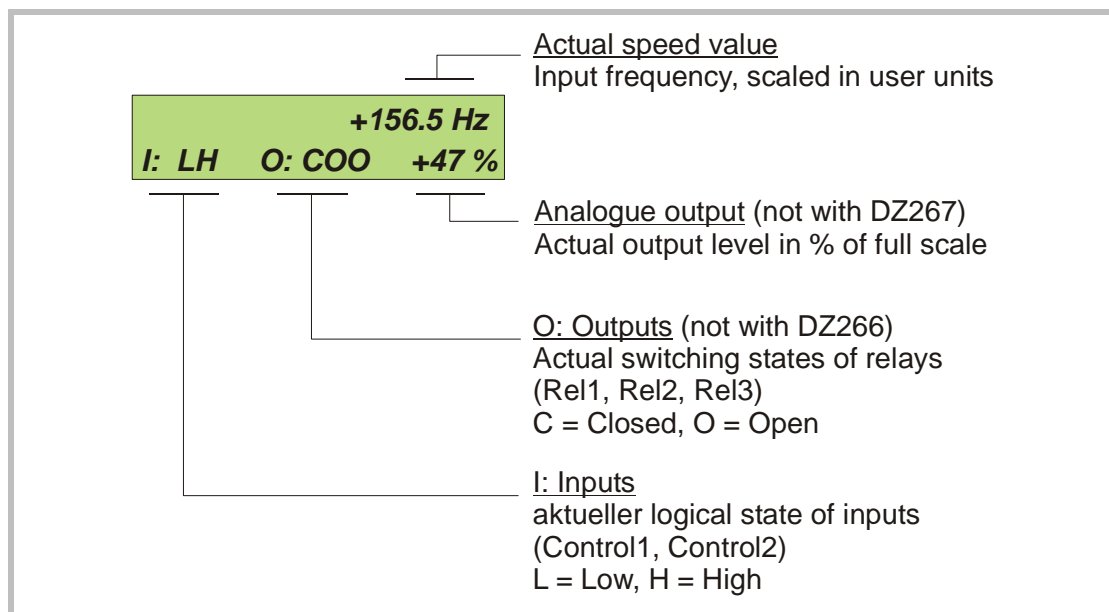 Actual speed value
Input frequency, scaled in user units
+156.5 Hz
I: LH O: COO +47 %
Analogue output (not with DZ267)
Actual output level in % of full scale
O: Outputs (not with DZ266)
Actual switching states of relays
(Rel1, Rel2, Rel3)
C = Closed, O = Open
I: Inputs
aktueller logical state of inputs
(Control1, Control2)
L = Low, H = High